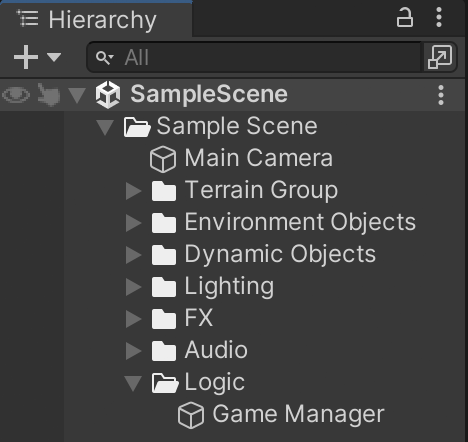 Hierarchy
All
SampleScene
Sample Scene
Main Camera
Terrain Group
Environment Objects
Dynamic Objects
Lighting
FX
Audio
Logic
Game Manager